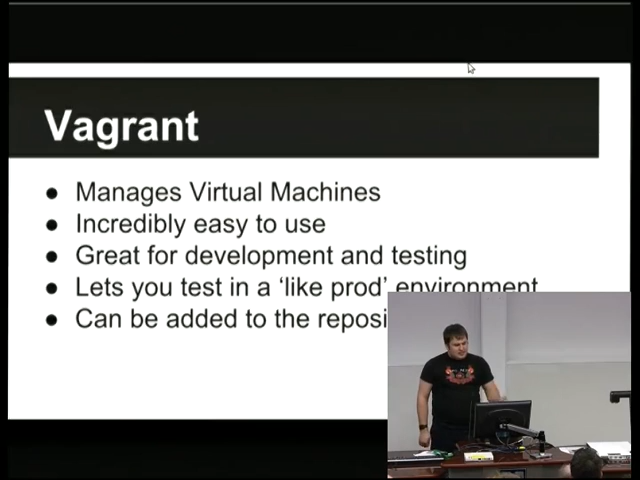 Vagrant
● Manages Virtual Machines
● Incredibly easy to use
● Great for development and testing
● Lets you test in a ‘like prod’ environment
● Can be added to the